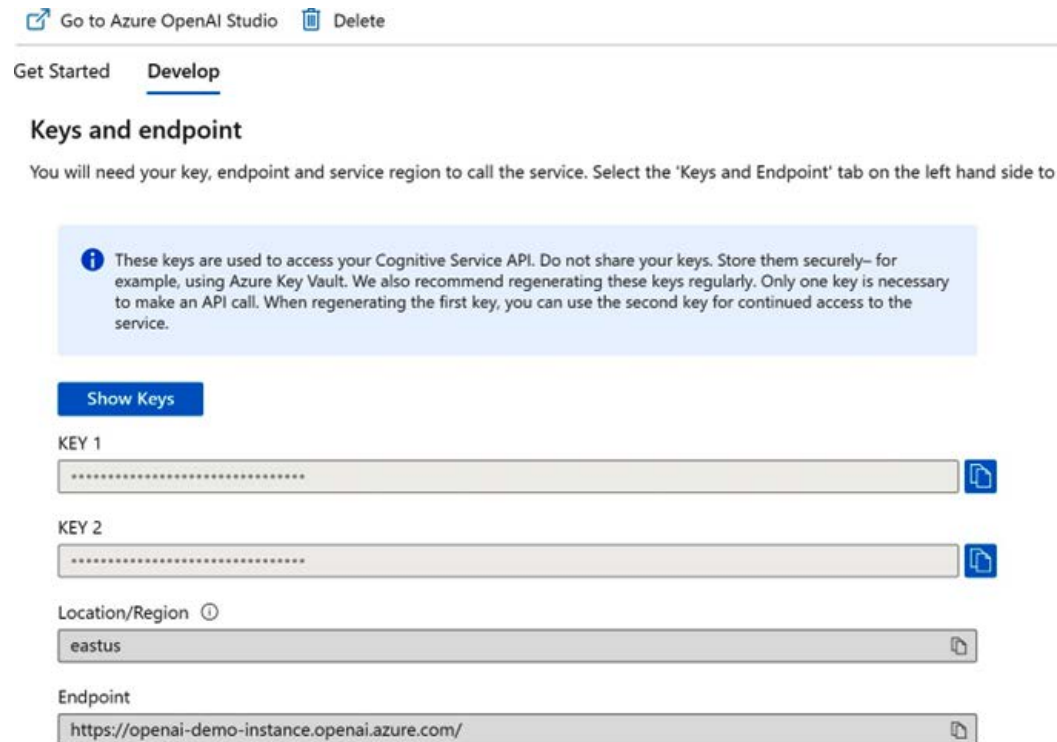 Go to Azure OpenAI Studio Delete
Get Started Develop
Keys and endpoint
You will need your key, endpoint and service region to call the service. Select the 'Keys and Endpoint' tab on the left hand side to
These keys are used to access your Cognitive Service API. Do not share your keys. Store them securely– for
example, using Azure Key Vault. We also recommend regenerating these keys regularly. Only one key is necessary
to make an API call. When regenerating the first key, you can use the second key for continued access to the
service.
Show Keys
KEY 1
KEY 2
Location/Region
eastus
Endpoint
https://openai-demo-instance.openai.azure.com/